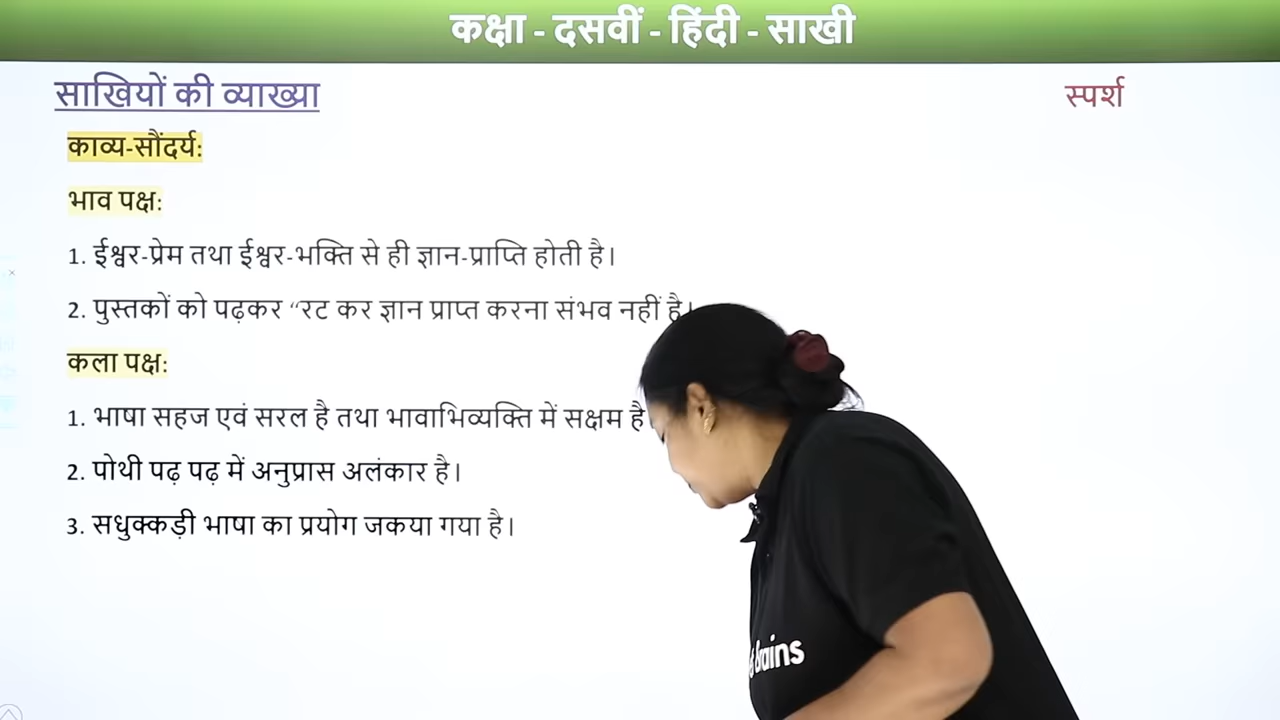 कक्षा - दसवीं - हिंदी - साखी
साखियों की व्याख्या
स्पर्श
काव्य-सौंदर्य:
भाव पक्ष:
1. ईश्वर-प्रेम तथा ईश्वर-भक्ति से ही ज्ञान-प्राप्ति होती है।
2. पुस्तकों को पढ़कर “रट कर ज्ञान प्राप्त करना संभव नहीं है।
कला पक्ष:
1. भाषा सहज एवं सरल है तथा भावाभिव्यक्ति में सक्षम है
2. पोथी पढ़ पढ़ में अनुप्रास अलंकार है।
3. सधुक्कड़ी भाषा का प्रयोग जकया गया है।
Brains